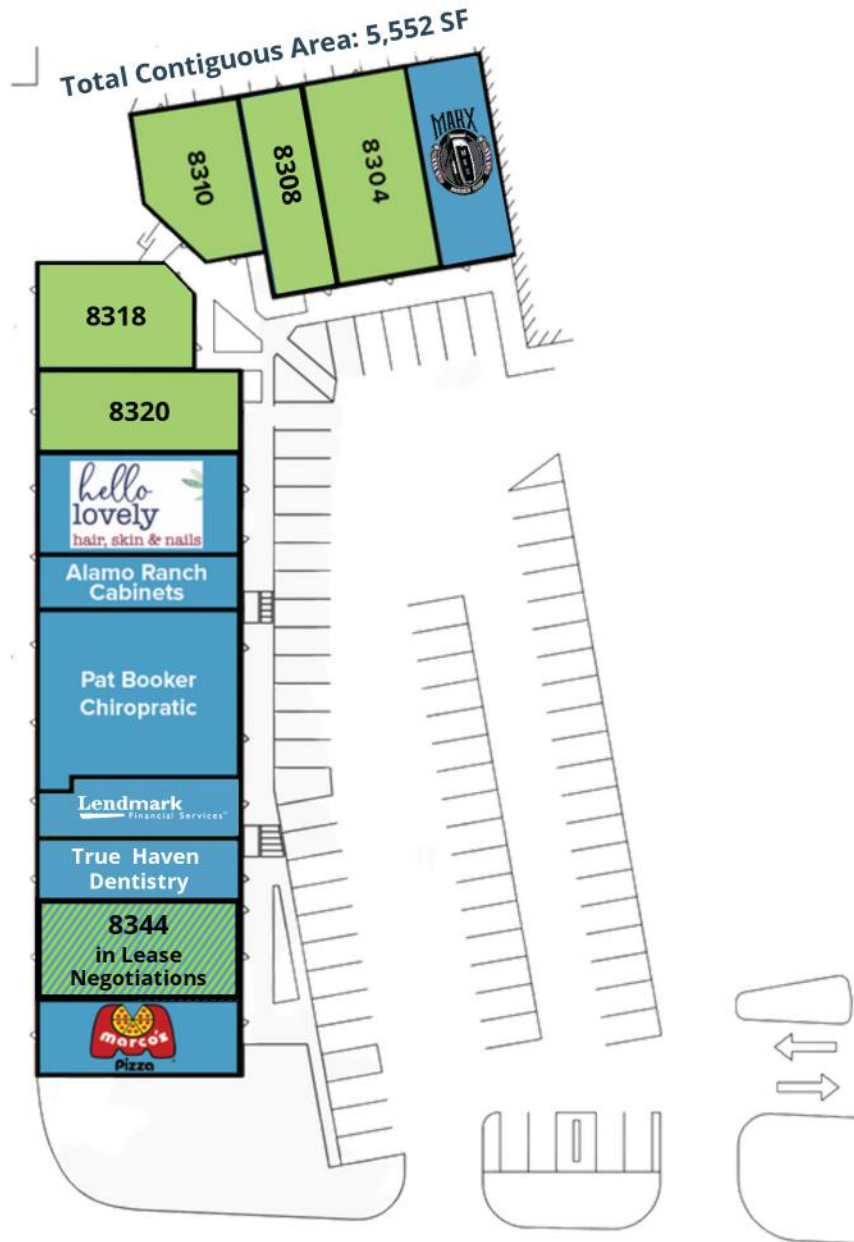 Total Contiguous Area: 5,552 SF
8310
8308
8304
MARX
8318
8320
hello
lovely
hair, skin & nails
Alamo Ranch
Cabinets
Pat Booker
Chiropratic
Lendmark
Financial Services
True Haven
Dentistry
8344
in Lease
Negotiations
marco's
Pizza